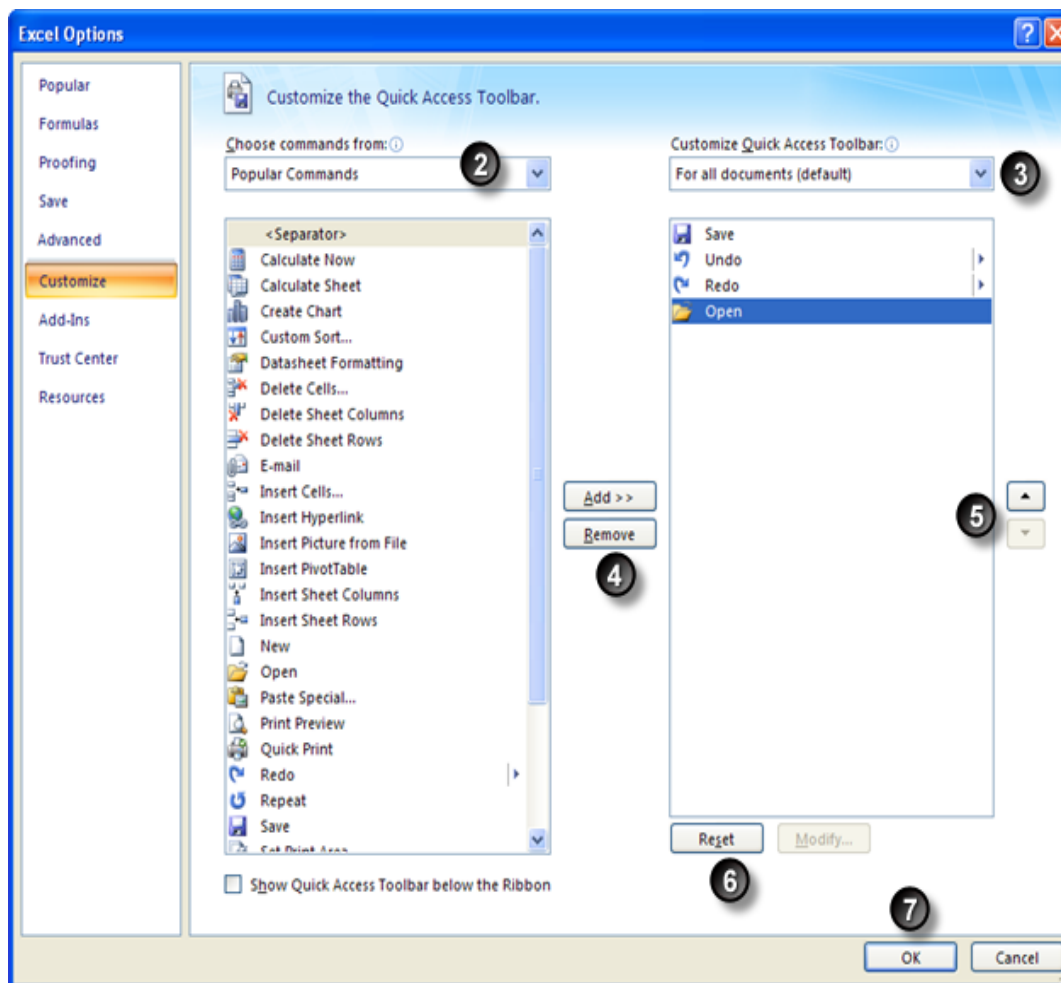 Excel Options
?
Popular
Formulas
Proofing
Save
Advanced
Customize
Add-Ins
Trust Center
Resources
Customize the Quick Access Toolbar.
Choose commands from:
Popular Commands
2
<Separator>
Calculate Now
Calculate Sheet
Create Chart
Custom Sort...
Datasheet Formatting
Delete Cells...
Delete Sheet Columns
Delete Sheet Rows
E-mail
Insert Cells...
Insert Hyperlink
Insert Picture from File
Insert PivotTable
Insert Sheet Columns
Insert Sheet Rows
New
Open
Paste Special...
Print Preview
Quick Print
Redo
Repeat
Save
Set Print Area
Show Quick Access Toolbar below the Ribbon
Add >>
Remove
4
Customize Quick Access Toolbar:
For all documents (default)
3
Save
Undo
Redo
Open
5
Reset
Modify...
6
7
OK
Cancel